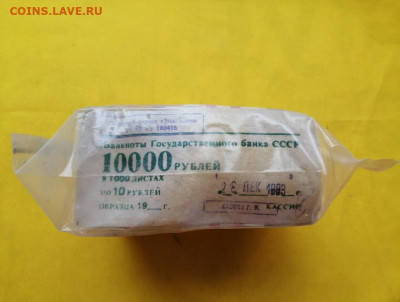 COINS.LAVE.RU
Банкноты Государственного банка СССР
10000 РУБЛЕЙ
В 1000 ЛИСТАХ
ПО 10 РУБЛЕЙ
2 ДЕК 1993
ОБРАЗЦА 19 г.
КАССИР